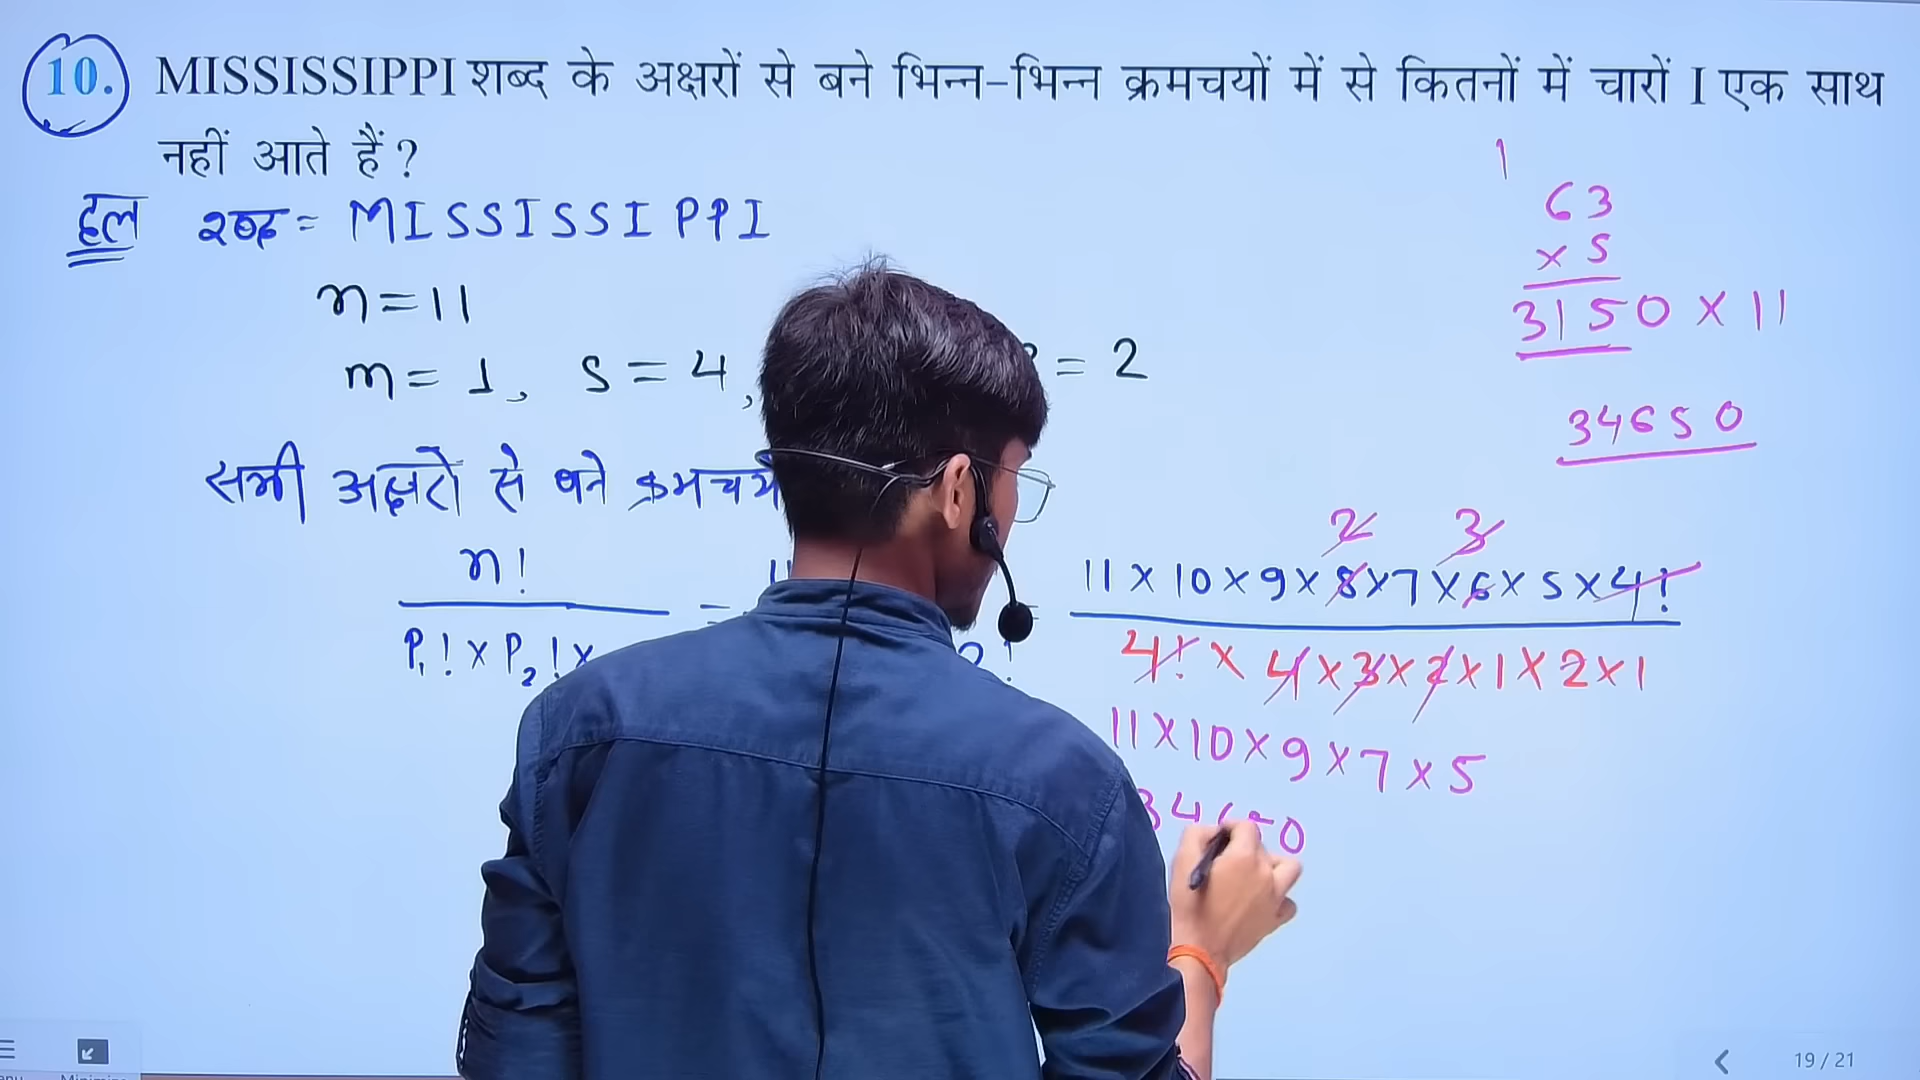 10. MISSISSIPPI शब्द के अक्षरों से बने भिन्न-भिन्न क्रमचयों में से कितनों में चारों I एक साथ
नहीं आते हैं ?
हल शब्द = MISSISSIPPI
n = 11
m = 1, S = 4, = 2
सभी अक्षरों से बने क्रमचयों
n! / P₁! × P₂! × =
11 × 10 × 9 × 8 × 7 × 6 × 5 × 4! / 4! × 4 × 3 × 2 × 1 × 2 × 1
2 3
11 × 10 × 9 × 7 × 5
34650
1
63
× 5
3150 × 11
34650
19 / 21